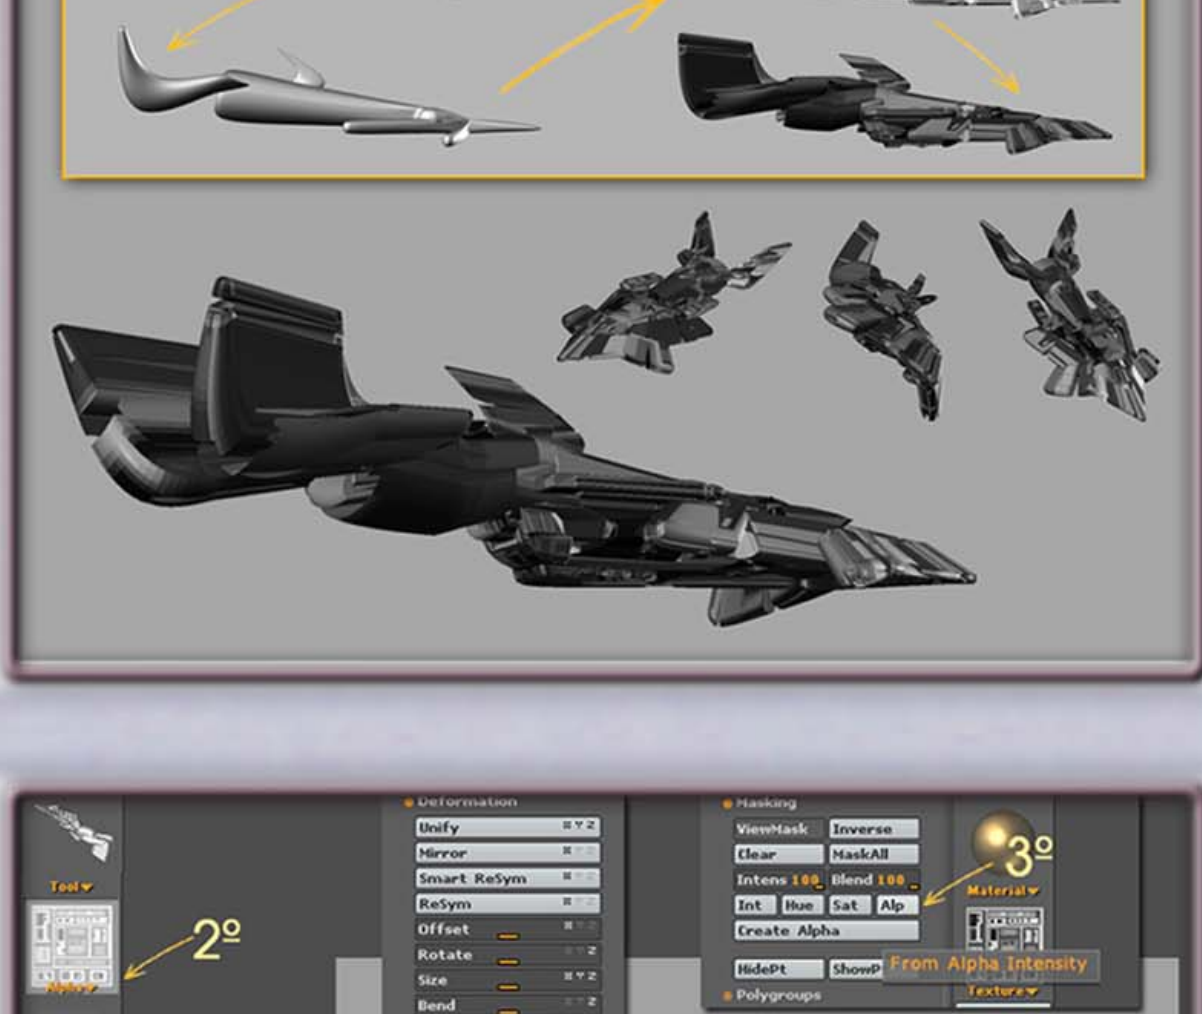 Deformation
Unify
Mirror
Smart ReSym
ReSym
Offset
Rotate
Size
Bend
Masking
ViewMask Inverse
Clear MaskAll
Intens 100 Blend 100
Int Hue Sat Alp
Create Alpha
HidePt ShowP
Polygroups
Tool
2º
Alpha
3º
Material
From Alpha Intensity
Texture